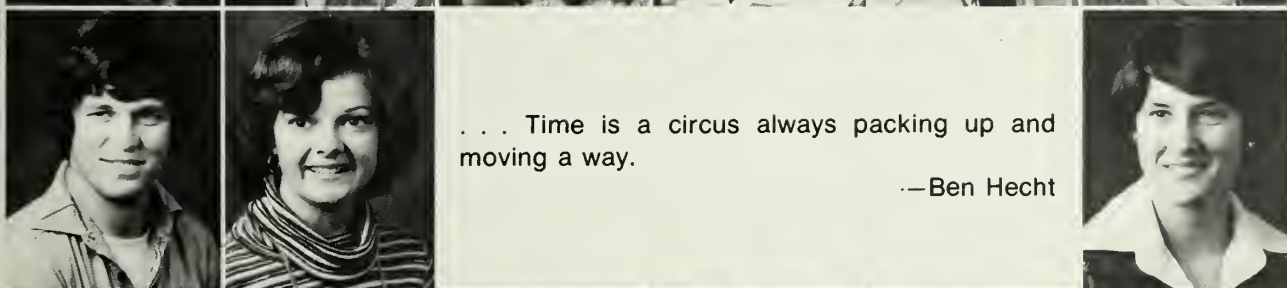 . . . Time is a circus always packing up and
moving a way.
—Ben Hecht